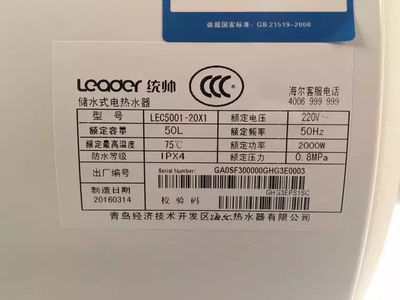 依据国家标准：GB 21519-2008
Leader 统帅
CCC
海尔客服电话
4006 999 999
储水式电热水器
型 号 LEC5001-20X1 额定电压 220V~
额定容量 50L 额定频率 50Hz
额定最高温度 75℃ 额定功率 2000W
防水等级 IPX4 额定压力 0.8MPa
出厂编号 GA0SF300000GHG3E0003
制造日期
20160314
校验码 GHG3EPS15C
青岛经济技术开发区海尔热水器有限公司